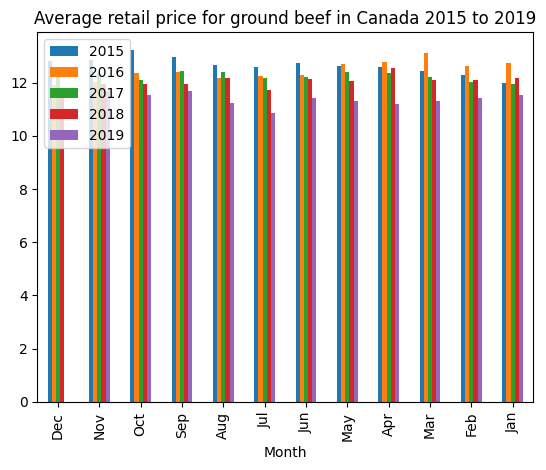 Average retail price for ground beef in Canada 2015 to 2019
2015
2016
2017
2018
2019
12
10
8
6
4
2
0
Dec
Nov
Oct
Sep
Aug
Jul
Jun
May
Apr
Mar
Feb
Jan
Month